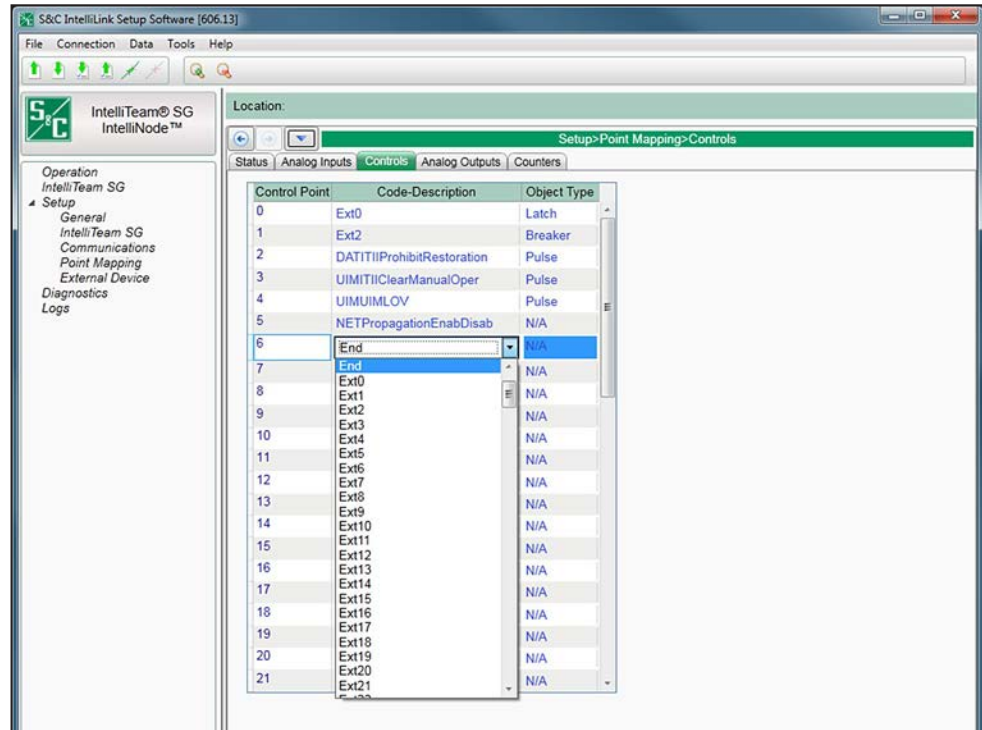 S&C IntelliLink Setup Software [606.13]
File Connection Data Tools Help
S&C
IntelliTeam® SG
IntelliNode™
Location:
Setup>Point Mapping>Controls
Status Analog Inputs Controls Analog Outputs Counters
Operation
IntelliTeam SG
Setup
General
IntelliTeam SG
Communications
Point Mapping
External Device
Diagnostics
Logs
Control Point Code-Description Object Type
0 Ext0 Latch
1 Ext2 Breaker
2 DATITIIProhibitRestoration Pulse
3 UIMITIIClearManualOper Pulse
4 UIMUIMLOV Pulse
5 NETPropagationEnabDisab N/A
6 End N/A
7 End N/A
Ext0
8 Ext1 N/A
9 Ext2 N/A
Ext3
10 Ext4 N/A
11 Ext5 N/A
Ext6
12 Ext7 N/A
13 Ext8 N/A
Ext9
14 Ext10 N/A
15 Ext11 N/A
Ext12
16 Ext13 N/A
17 Ext14 N/A
Ext15
18 Ext16 N/A
19 Ext17 N/A
Ext18
20 Ext19 N/A
Ext20
21 Ext21 N/A